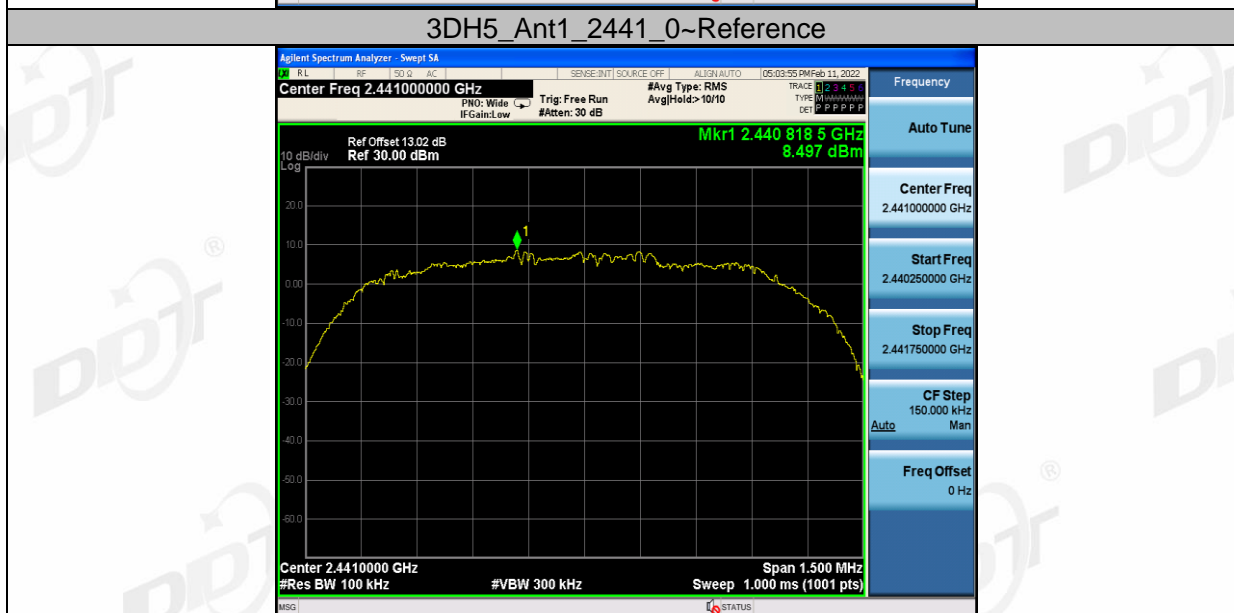 3DH5_Ant1_2441_0~Reference
Agilent Spectrum Analyzer - Swept SA
RL RF 50 Ω AC SENSE:INT SOURCE OFF ALIGN AUTO 05:03:55 PM Feb 11, 2022
Center Freq 2.441000000 GHz
PNO: Wide
IFGain:Low
Trig: Free Run
#Atten: 30 dB
#Avg Type: RMS
Avg|Hold:>10/10
TRACE 1 2 3 4 5 6
TYPE M
DET P P P P P P
Mkr1 2.440 818 5 GHz
8.497 dBm
Ref Offset 13.02 dB
10 dB/div Ref 30.00 dBm
Log
20.0
10.0
0.00
-10.0
-20.0
-30.0
-40.0
-50.0
-60.0
1
Center 2.4410000 GHz
Span 1.500 MHz
#Res BW 100 kHz #VBW 300 kHz Sweep 1.000 ms (1001 pts)
MSG STATUS
Frequency
Auto Tune
Center Freq
2.441000000 GHz
Start Freq
2.440250000 GHz
Stop Freq
2.441750000 GHz
CF Step
150.000 kHz
Auto Man
Freq Offset
0 Hz
DDT
®
DDT
®
DDT